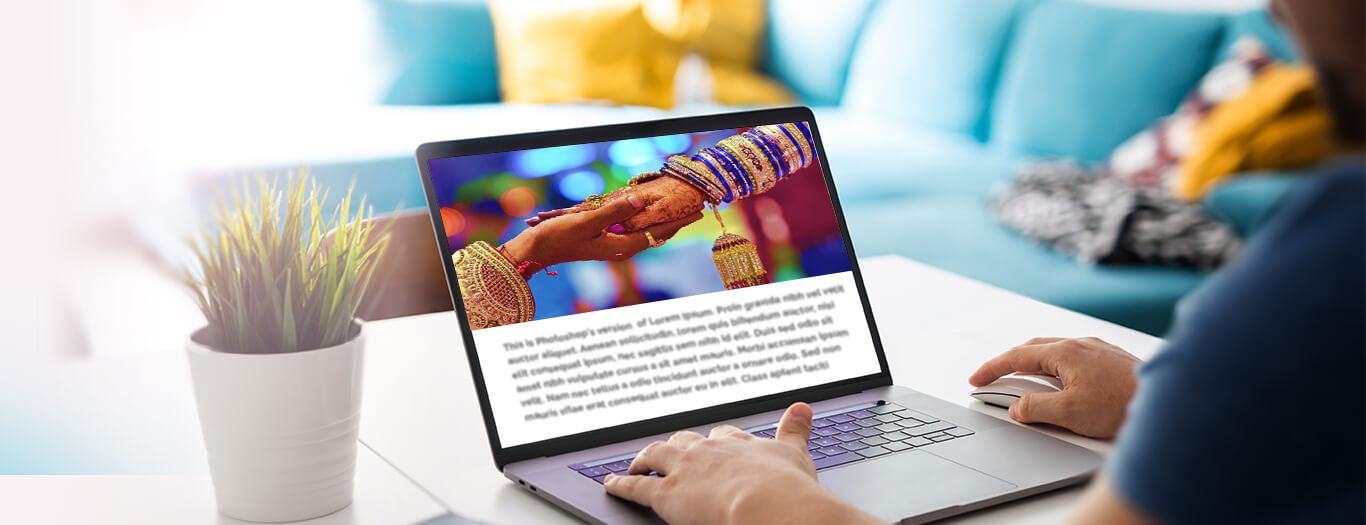 This is Photoshop's version of Lorem Ipsum. Proin gravida nibh vel velit
auctor aliquet. Aenean sollicitudin, lorem quis bibendum auctor, nisi
elit consequat ipsum, nec sagittis sem nibh id elit. Duis sed odio sit
amet nibh vulputate cursus a sit amet mauris. Morbi accumsan ipsum
velit. Nam nec tellus a odio tincidunt auctor a ornare odio. Sed non
mauris vitae erat consequat auctor eu in elit. Class aptent taciti